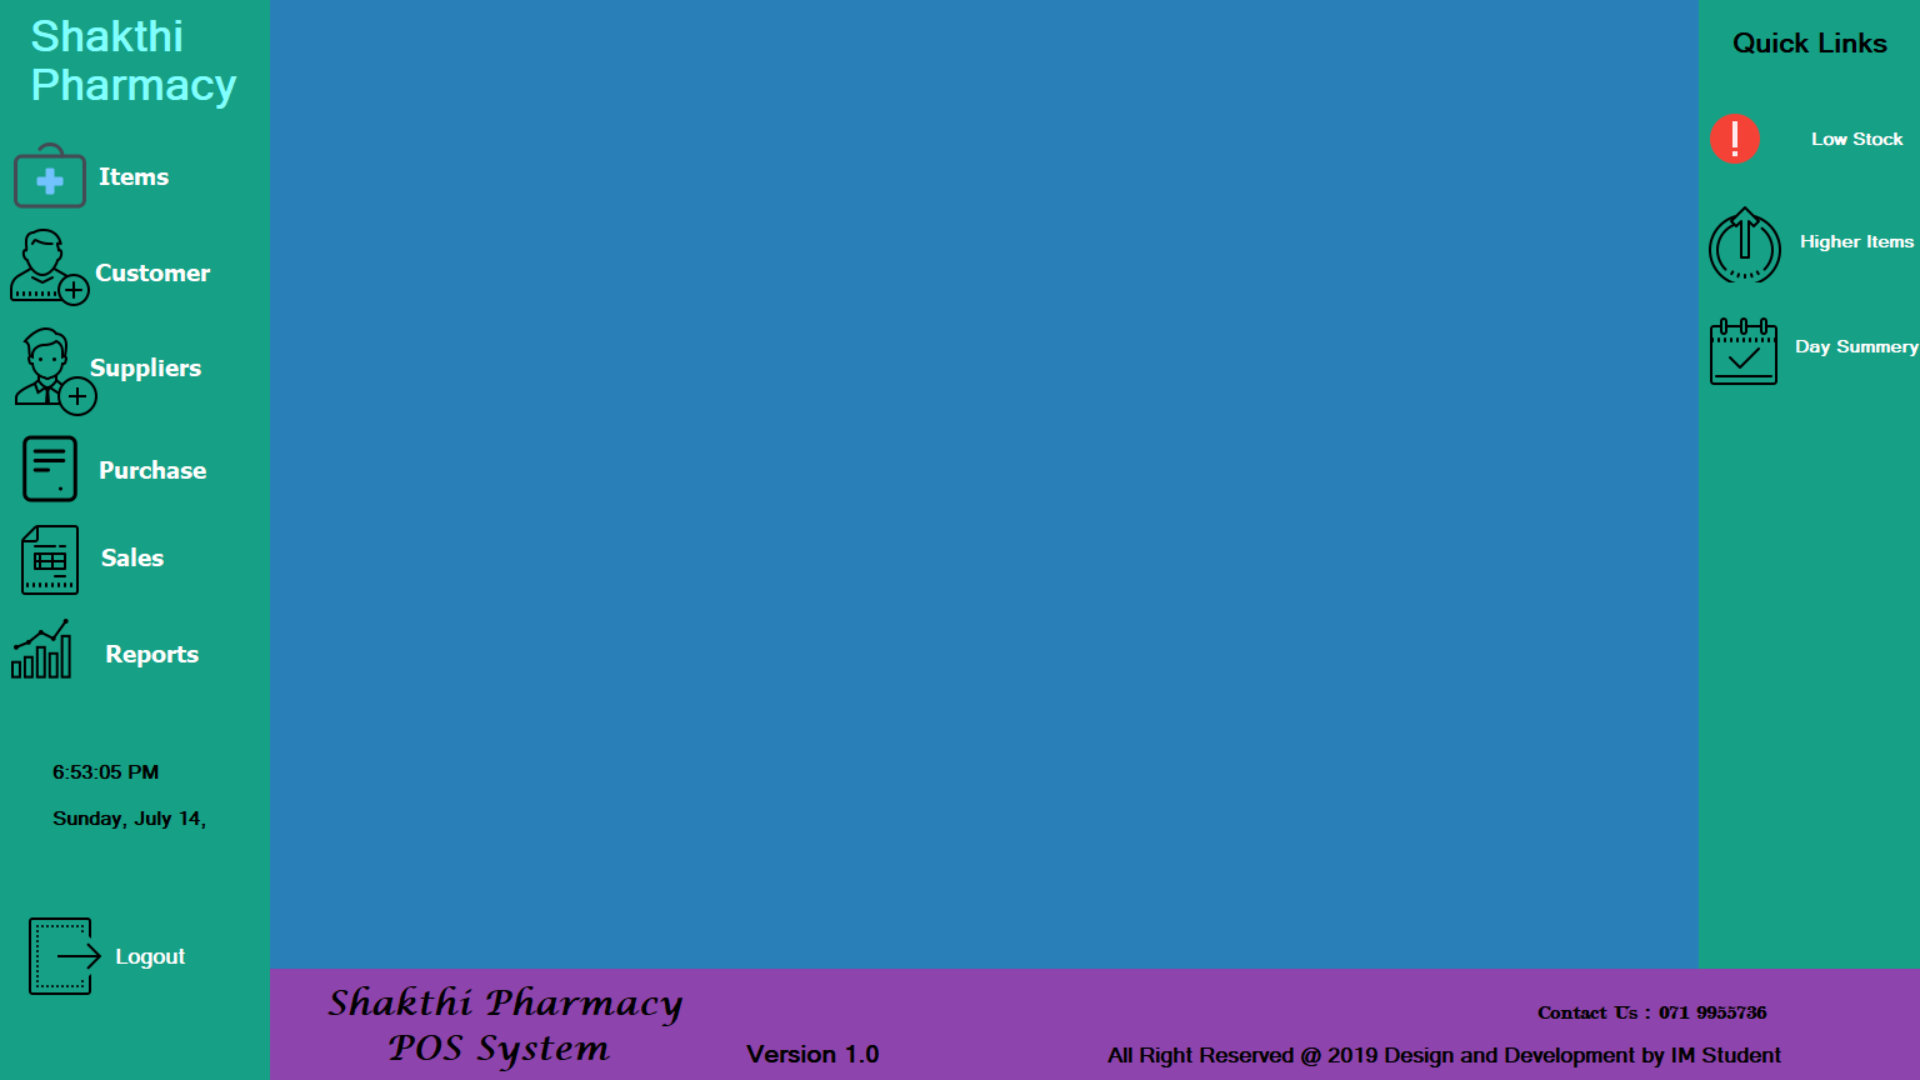 Shakthi
Pharmacy
Items
Customer
Suppliers
Purchase
Sales
Reports
6:53:05 PM
Sunday, July 14,
Logout
Quick Links
Low Stock
Higher Items
Day Summery
Shakthi Pharmacy
POS System
Version 1.0
Contact Us : 071 9955736
All Right Reserved @ 2019 Design and Development by IM Student